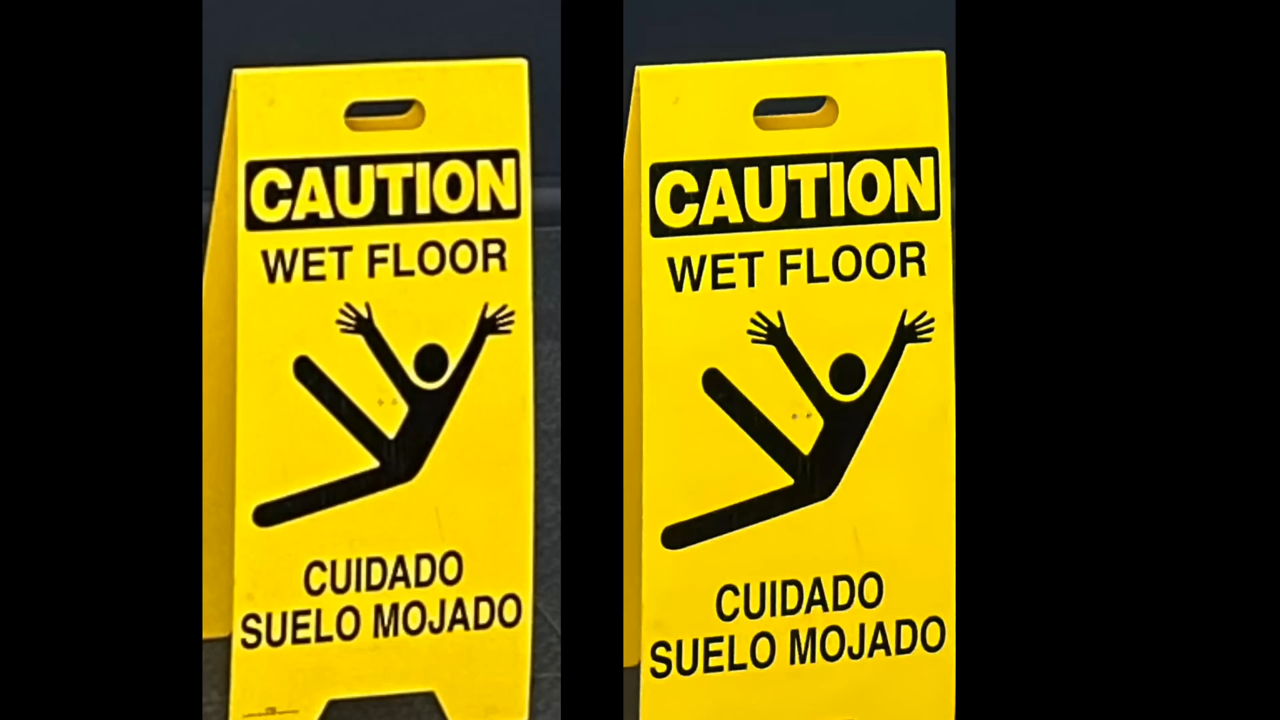 CAUTION
WET FLOOR
CUIDADO
SUELO MOJADO
CAUTION
WET FLOOR
CUIDADO
SUELO MOJADO